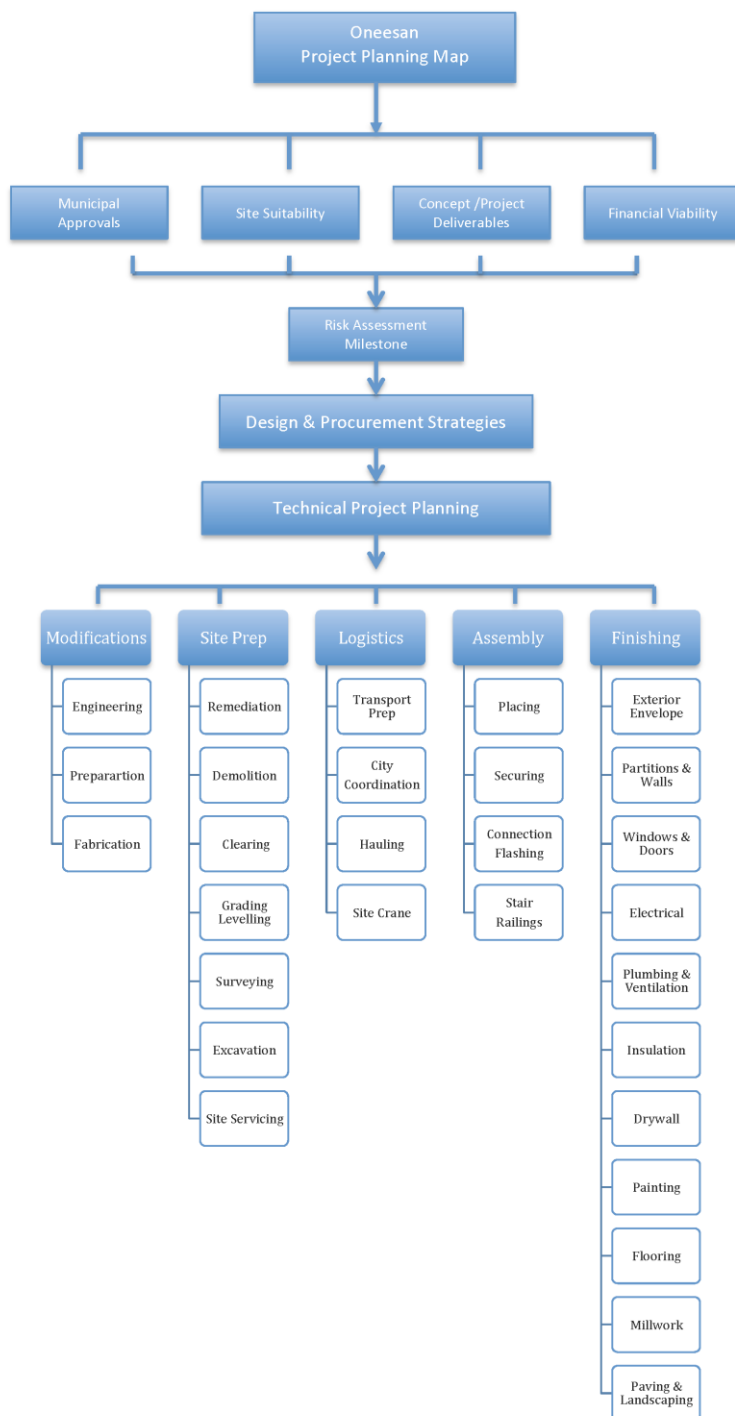 Oneesan
Project Planning Map
Municipal
Approvals
Site Suitability
Concept /Project
Deliverables
Financial Viability
Risk Assessment
Milestone
Design & Procurement Strategies
Technical Project Planning
Modifications
Engineering
Preparartion
Fabrication
Site Prep
Remediation
Demolition
Clearing
Grading
Levelling
Surveying
Excavation
Site Servicing
Logistics
Transport
Prep
City
Coordination
Hauling
Site Crane
Assembly
Placing
Securing
Connection
Flashing
Stair
Railings
Finishing
Exterior
Envelope
Partitions &
Walls
Windows &
Doors
Electrical
Plumbing &
Ventilation
Insulation
Drywall
Painting
Flooring
Millwork
Paving &
Landscaping